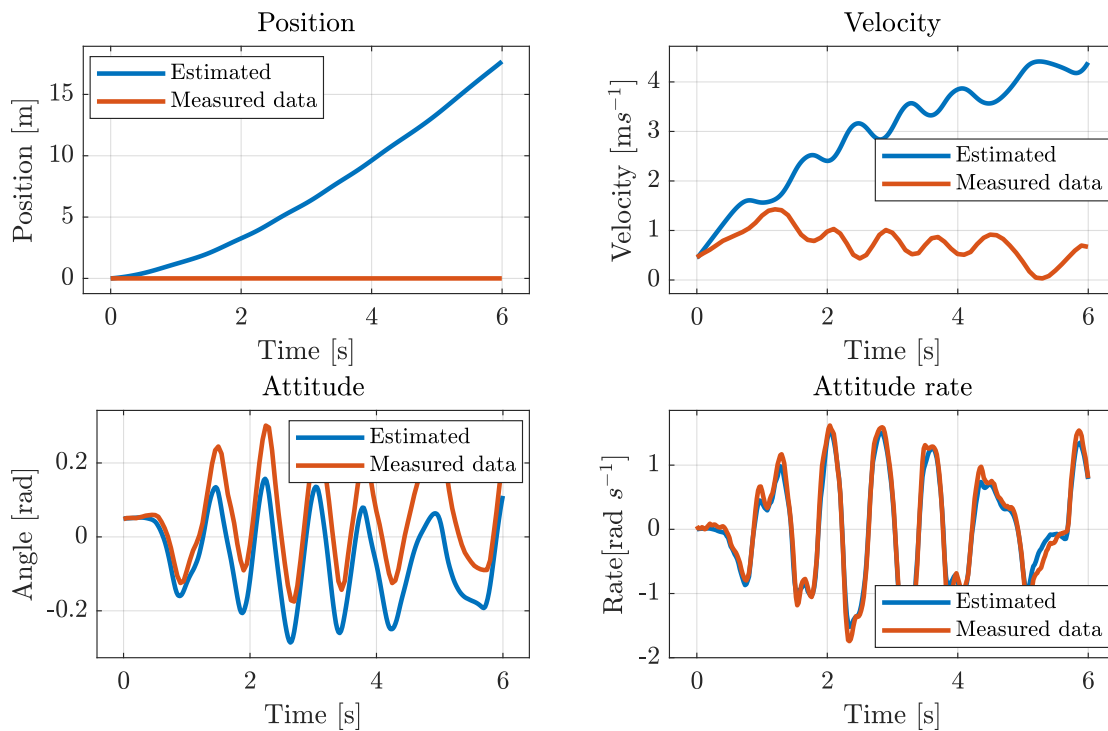 Position
Position [m]
15
10
5
0
Estimated
Measured data
0 2 4 6
Time [s]
Velocity
Velocity [ms⁻¹]
4
3
2
1
0
Estimated
Measured data
0 2 4 6
Time [s]
Attitude
Angle [rad]
0.2
0
-0.2
Estimated
Measured data
0 2 4 6
Time [s]
Attitude rate
Rate[rad s⁻¹]
1
0
-1
-2
Estimated
Measured data
0 2 4 6
Time [s]